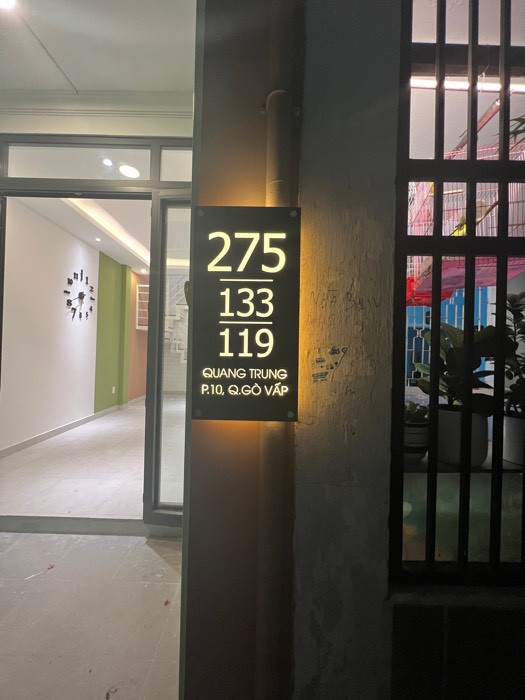 275
133
119
QUANG TRUNG
P.10, Q.GÒ VẤP